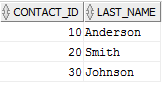 CONTACT_ID LAST_NAME
10 Anderson
20 Smith
30 Johnson